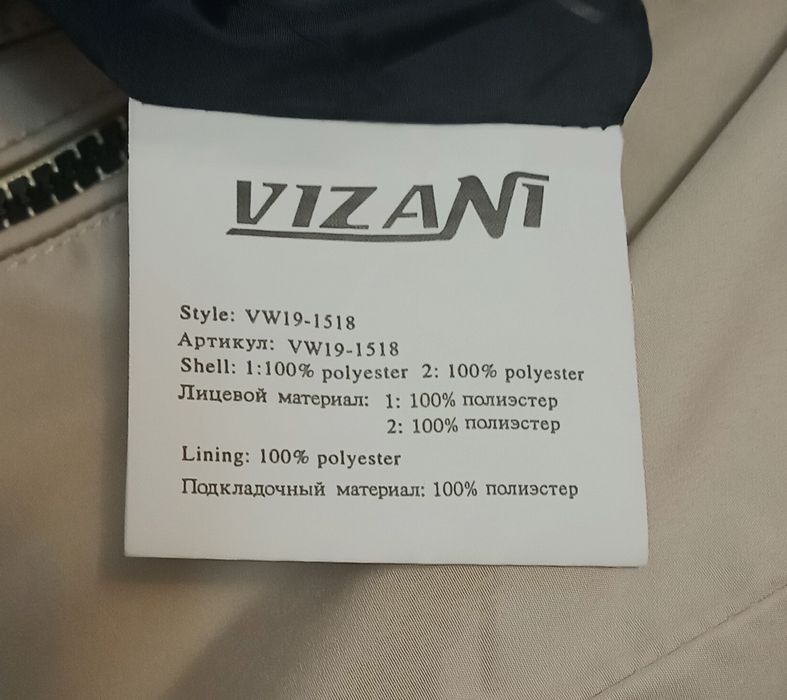 VIZANI
Style: VW19-1518
Артикул: VW19-1518
Shell: 1:100% polyester 2: 100% polyester
Лицевой материал: 1: 100% полиэстер
2: 100% полиэстер
Lining: 100% polyester
Подкладочный материал: 100% полиэстер